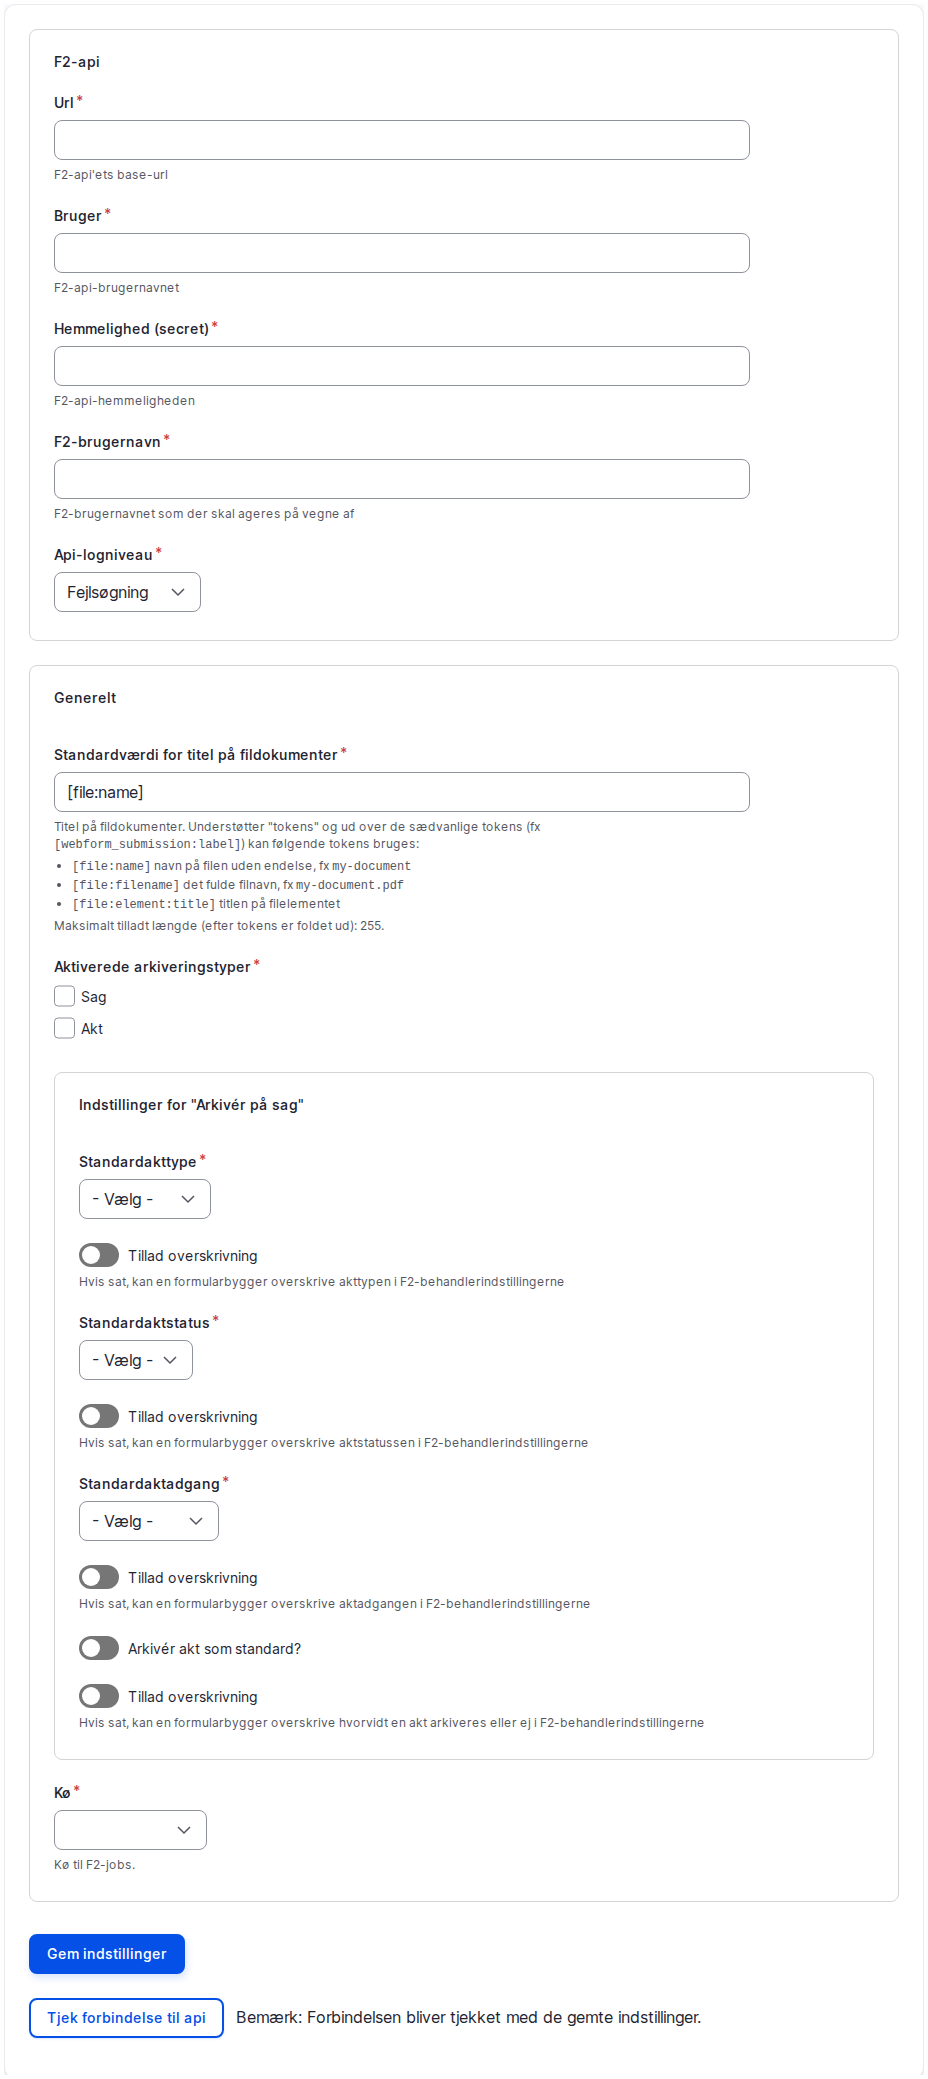 F2-api
Url*
F2-api'ets base-url
Bruger*
F2-api-brugernavnet
Hemmelighed (secret)*
F2-api-hemmeligheden
F2-brugernavn*
F2-brugernavnet som der skal ageres på vegne af
Api-logniveau*
Fejlsøgning
Generelt
Standardværdi for titel på fildokumenter*
[file:name]
Titel på fildokumenter. Understøtter "tokens" og ud over de sædvanlige tokens (fx
[webform_submission:label]) kan følgende tokens bruges:
• [file:name] navn på filen uden endelse, fx my-document
• [file:filename] det fulde filnavn, fx my-document.pdf
• [file:element:title] titlen på filelementet
Maksimalt tilladt længde (efter tokens er foldet ud): 255.
Aktiverede arkiveringstyper*
Sag
Akt
Indstillinger for "Arkivér på sag"
Standardakttype*
- Vælg -
Tillad overskrivning
Hvis sat, kan en formularbygger overskrive akttypen i F2-behandlerindstillingerne
Standardaktstatus*
- Vælg -
Tillad overskrivning
Hvis sat, kan en formularbygger overskrive aktstatussen i F2-behandlerindstillingerne
Standardaktadgang*
- Vælg -
Tillad overskrivning
Hvis sat, kan en formularbygger overskrive aktadgangen i F2-behandlerindstillingerne
Arkivér akt som standard?
Tillad overskrivning
Hvis sat, kan en formularbygger overskrive hvorvidt en akt arkiveres eller ej i F2-behandlerindstillingerne
Kø*
Kø til F2-jobs.
Gem indstillinger
Tjek forbindelse til api Bemærk: Forbindelsen bliver tjekket med de gemte indstillinger.